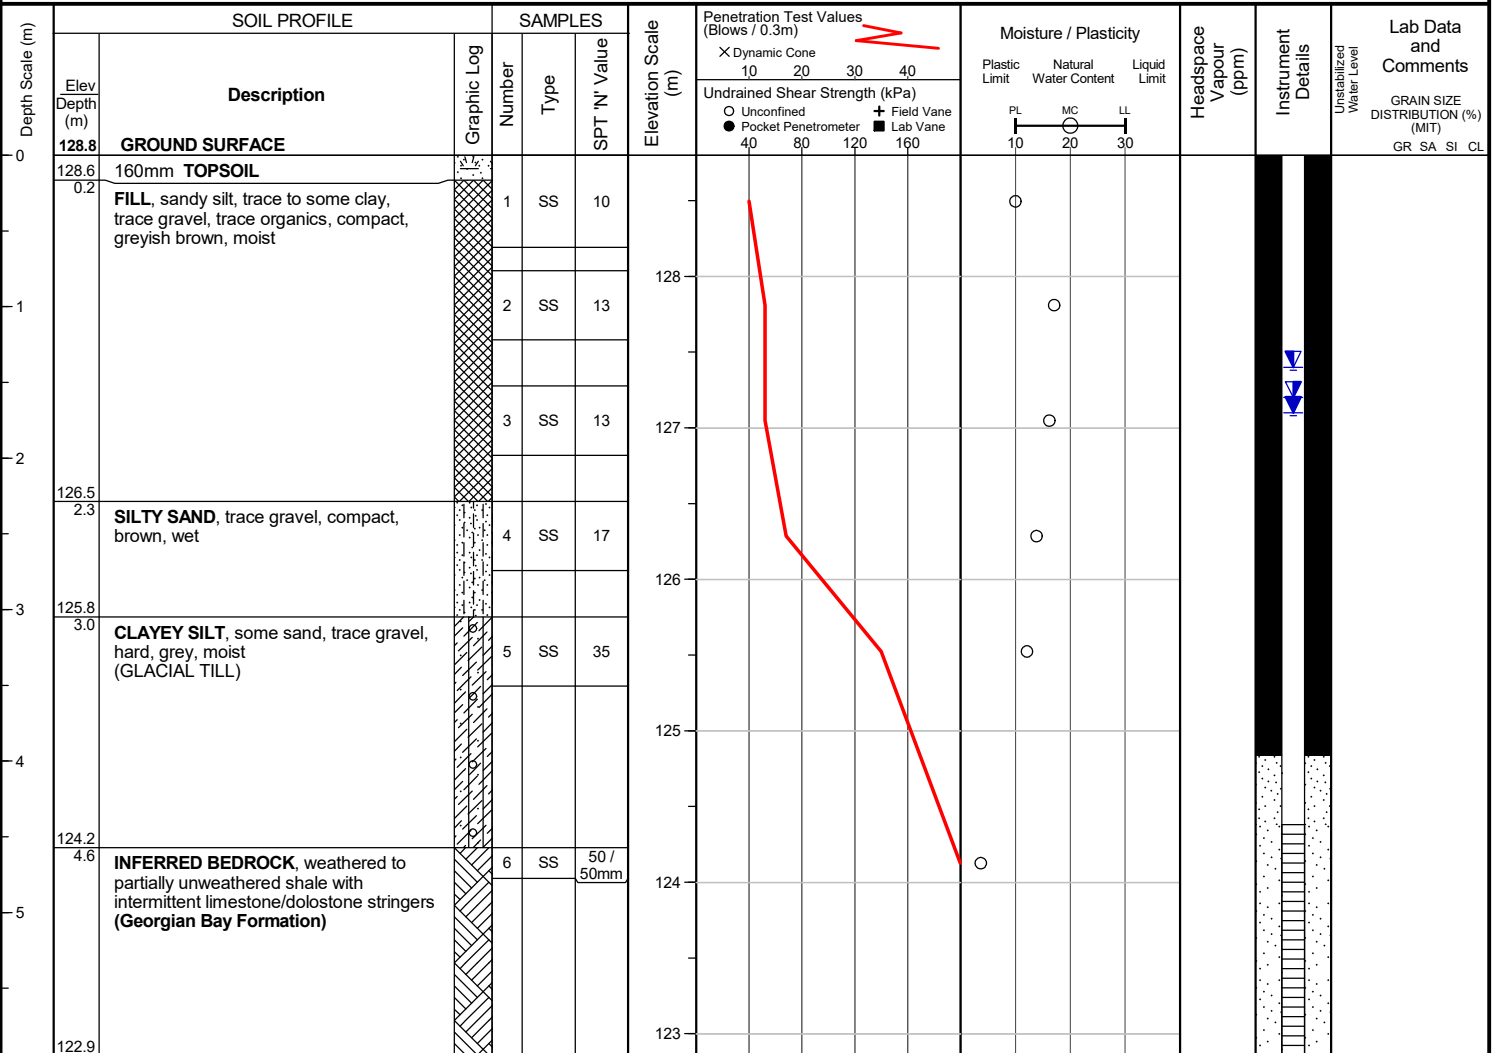 SOIL PROFILE
SAMPLES
Depth Scale (m)
Elev
Depth
(m)
Description
Graphic Log
Number
Type
SPT 'N' Value
Elevation Scale
(m)
Penetration Test Values
(Blows / 0.3m)
Dynamic Cone
10 20 30 40
Undrained Shear Strength (kPa)
Unconfined Field Vane
Pocket Penetrometer Lab Vane
40 80 120 160
Moisture / Plasticity
Plastic
Limit
Natural
Water Content
Liquid
Limit
PL MC LL
10 20 30
Headspace
Vapour
(ppm)
Instrument
Details
Unstabilized
Water Level
Lab Data
and
Comments
GRAIN SIZE
DISTRIBUTION (%)
(MIT)
GR SA SI CL
128.8 GROUND SURFACE
0
128.6 160mm TOPSOIL
0.2
FILL, sandy silt, trace to some clay,
trace gravel, trace organics, compact,
greyish brown, moist
1 SS 10
128
1
2 SS 13
3 SS 13
127
2
126.5
2.3
SILTY SAND, trace gravel, compact,
brown, wet
4 SS 17
126
3
125.8
3.0
CLAYEY SILT, some sand, trace gravel,
hard, grey, moist
(GLACIAL TILL)
5 SS 35
125
4
124.2
4.6
INFERRED BEDROCK, weathered to
partially unweathered shale with
intermittent limestone/dolostone stringers
(Georgian Bay Formation)
6 SS 50 /
50mm
124
5
123
122.9